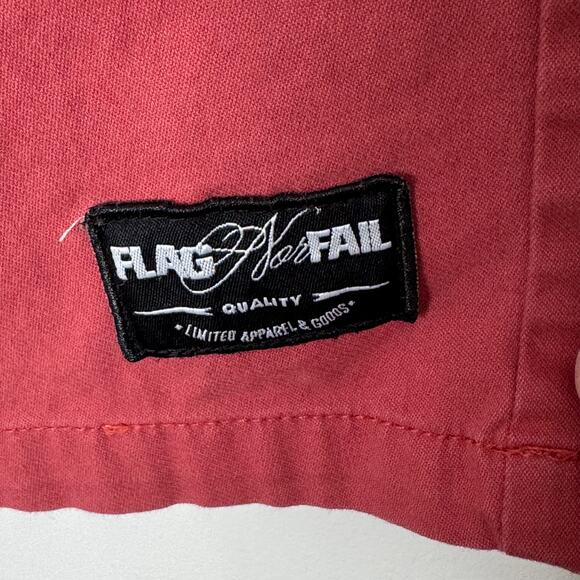 FLAG Nor FAIL
QUALITY
• LIMITED APPAREL & GOODS •